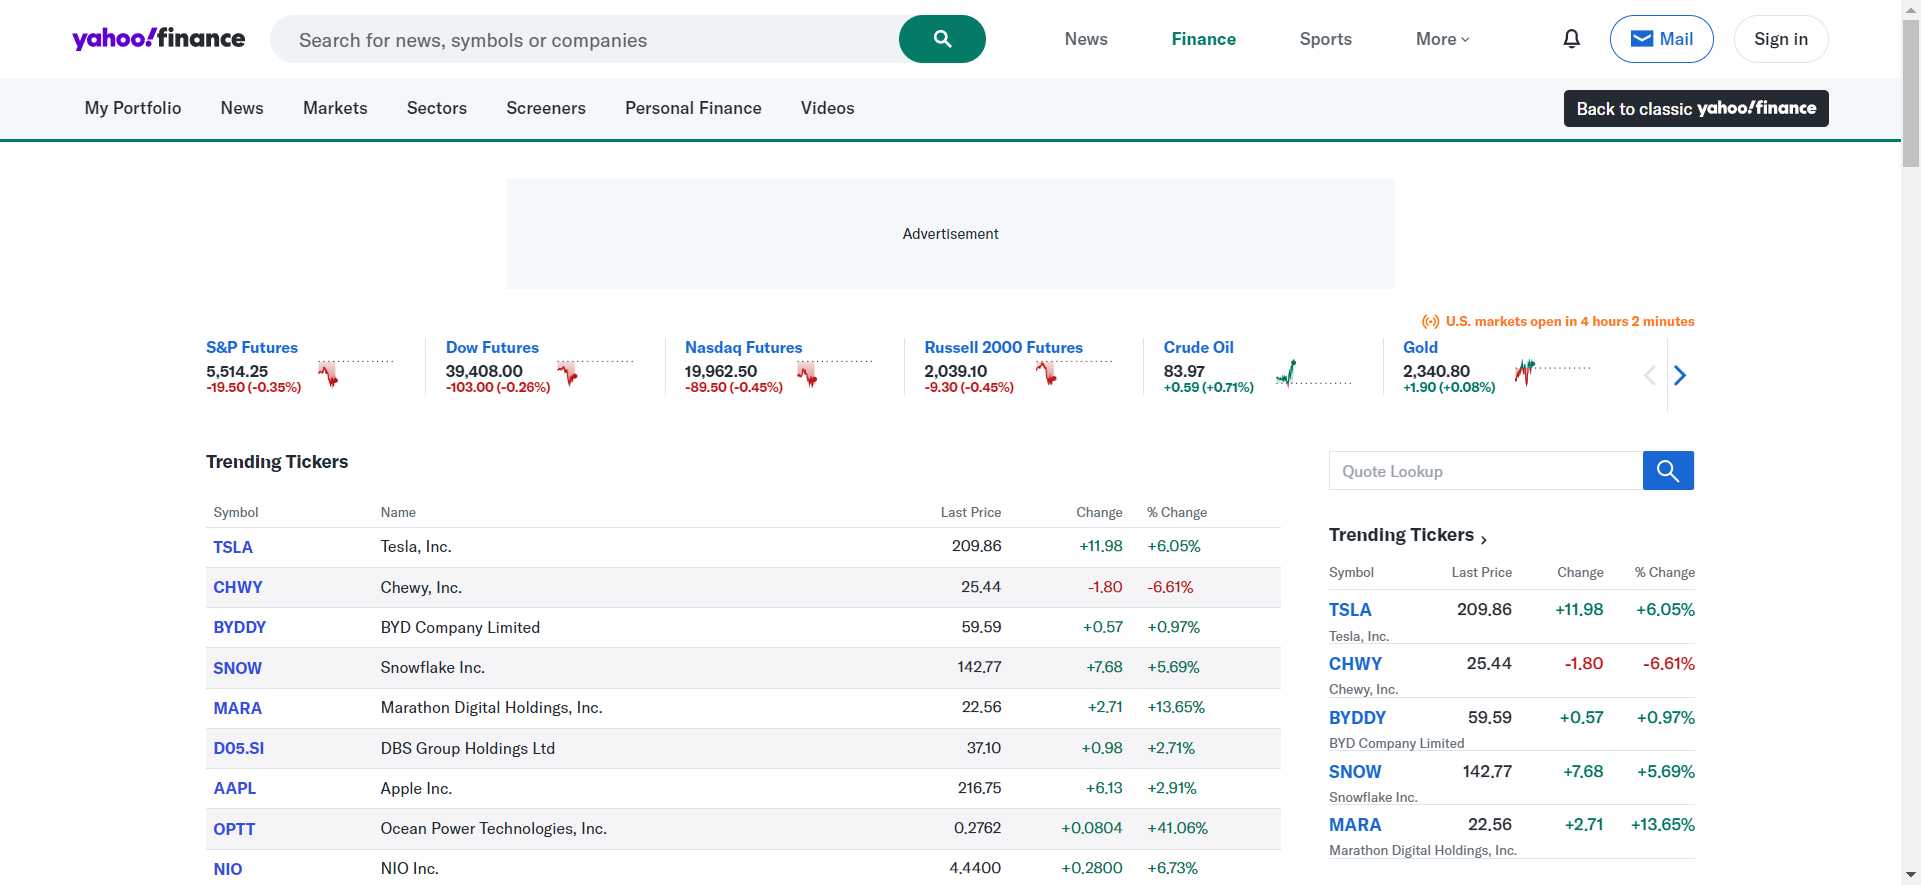 yahoo!finance
Search for news, symbols or companies
News
Finance
Sports
More
Mail
Sign in
My Portfolio
News
Markets
Sectors
Screeners
Personal Finance
Videos
Back to classic yahoo!finance
Advertisement
U.S. markets open in 4 hours 2 minutes
S&P Futures
5,514.25
-19.50 (-0.35%)
Dow Futures
39,408.00
-103.00 (-0.26%)
Nasdaq Futures
19,962.50
-89.50 (-0.45%)
Russell 2000 Futures
2,039.10
-9.30 (-0.45%)
Crude Oil
83.97
+0.59 (+0.71%)
Gold
2,340.80
+1.90 (+0.08%)
Trending Tickers
Symbol Name Last Price Change % Change
TSLA Tesla, Inc. 209.86 +11.98 +6.05%
CHWY Chewy, Inc. 25.44 -1.80 -6.61%
BYDDY BYD Company Limited 59.59 +0.57 +0.97%
SNOW Snowflake Inc. 142.77 +7.68 +5.69%
MARA Marathon Digital Holdings, Inc. 22.56 +2.71 +13.65%
D05.SI DBS Group Holdings Ltd 37.10 +0.98 +2.71%
AAPL Apple Inc. 216.75 +6.13 +2.91%
OPTT Ocean Power Technologies, Inc. 0.2762 +0.0804 +41.06%
NIO NIO Inc. 4.4400 +0.2800 +6.73%
Quote Lookup
Trending Tickers
Symbol Last Price Change % Change
TSLA 209.86 +11.98 +6.05%
Tesla, Inc.
CHWY 25.44 -1.80 -6.61%
Chewy, Inc.
BYDDY 59.59 +0.57 +0.97%
BYD Company Limited
SNOW 142.77 +7.68 +5.69%
Snowflake Inc.
MARA 22.56 +2.71 +13.65%
Marathon Digital Holdings, Inc.